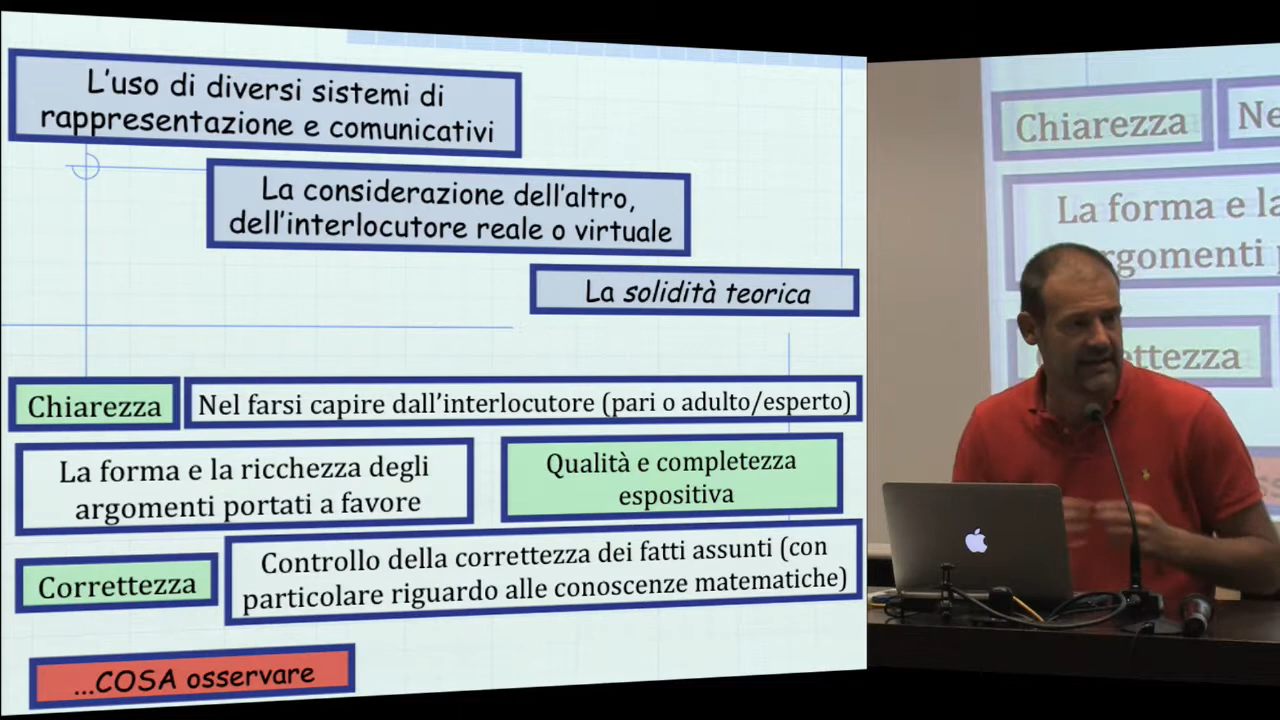 L'uso di diversi sistemi di
rappresentazione e comunicativi
La considerazione dell'altro,
dell'interlocutore reale o virtuale
La solidità teorica
Chiarezza
Nel farsi capire dall'interlocutore (pari o adulto/esperto)
La forma e la ricchezza degli
argomenti portati a favore
Qualità e completezza
espositiva
Correttezza
Controllo della correttezza dei fatti assunti (con
particolare riguardo alle conoscenze matematiche)
...COSA osservare
Chiarezza
Ne
La forma e la
argomenti
ettezza